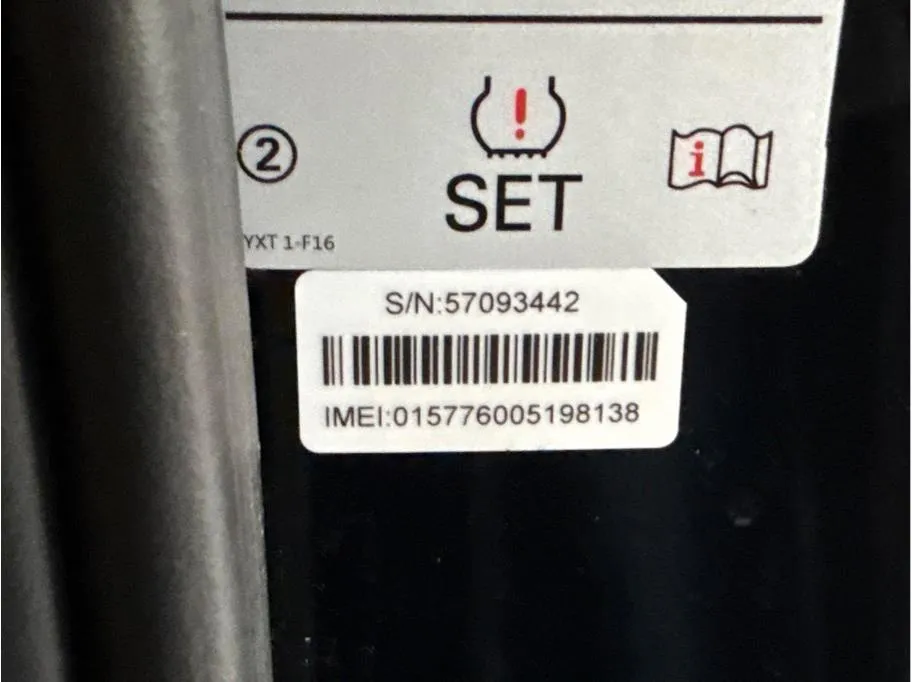 ②
!
SET
i
YXT 1-F16
S/N:57093442
IMEI:015776005198138